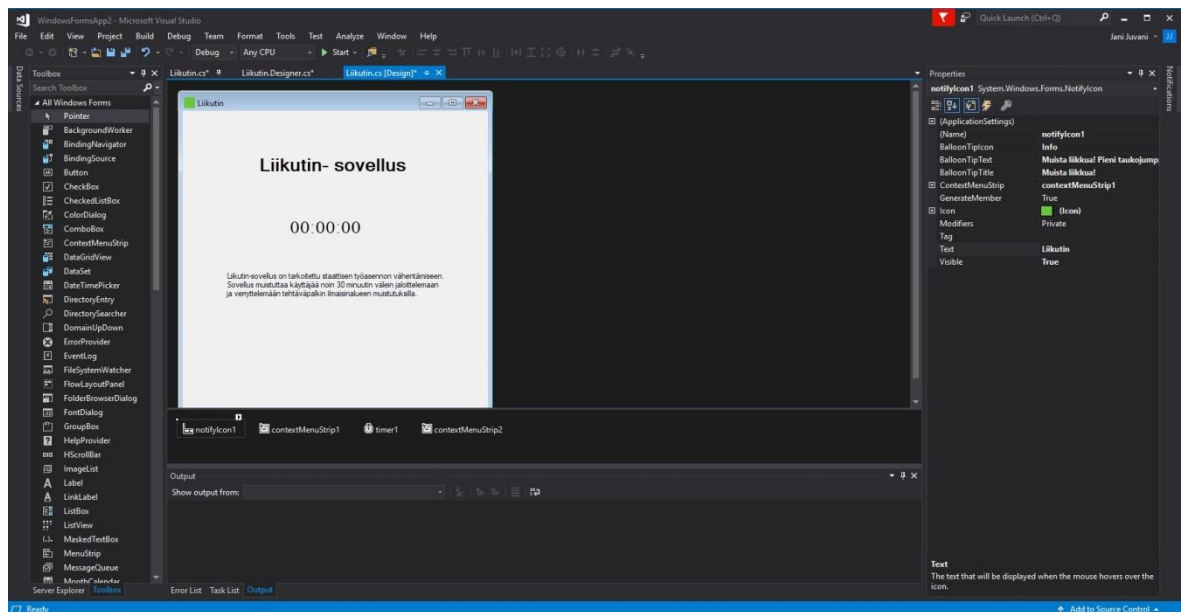 WindowsFormsApp2 - Microsoft Visual Studio
Quick Launch (Ctrl+Q)
File Edit View Project Build Debug Team Format Tools Test Analyze Window Help
Jani Juvani
JJ
Debug Any CPU Start
Data Sources
Toolbox
Search Toolbox
All Windows Forms
Pointer
BackgroundWorker
BindingNavigator
BindingSource
Button
CheckBox
CheckedListBox
ColorDialog
ComboBox
ContextMenuStrip
DataGridView
DataSet
DateTimePicker
DirectoryEntry
DirectorySearcher
DomainUpDown
ErrorProvider
EventLog
FileSystemWatcher
FlowLayoutPanel
FolderBrowserDialog
FontDialog
GroupBox
HelpProvider
HScrollBar
ImageList
Label
LinkLabel
ListBox
ListView
MaskedTextBox
MenuStrip
MessageQueue
MonthCalendar
Server Explorer Toolbox
Liikutin.cs* Liikutin.Designer.cs* Liikutin.cs [Design]*
Liikutin
Liikutin- sovellus
00:00:00
Liikutin-sovellus on tarkoitettu staattisen työasennon vähentämiseen.
Sovellus muistuttaa käyttäjää noin 30 minuutin välein jalottelemaan
ja verryttelemään tehtäväpalkin ilmaisinalueen muistutuksilla.
notifyIcon1 contextMenuStrip1 timer1 contextMenuStrip2
Output
Show output from:
Error List Task List Output
Properties
notifyIcon1 System.Windows.Forms.NotifyIcon
(ApplicationSettings)
(Name) notifyIcon1
BalloonTipIcon Info
BalloonTipText Muista liikkua! Pieni taukojump
BalloonTipTitle Muista liikkua!
ContextMenuStrip contextMenuStrip1
GenerateMember True
Icon (Icon)
Modifiers Private
Tag
Text Liikutin
Visible True
Text
The text that will be displayed when the mouse hovers over the
icon.
Notifications
Ready
Add to Source Control